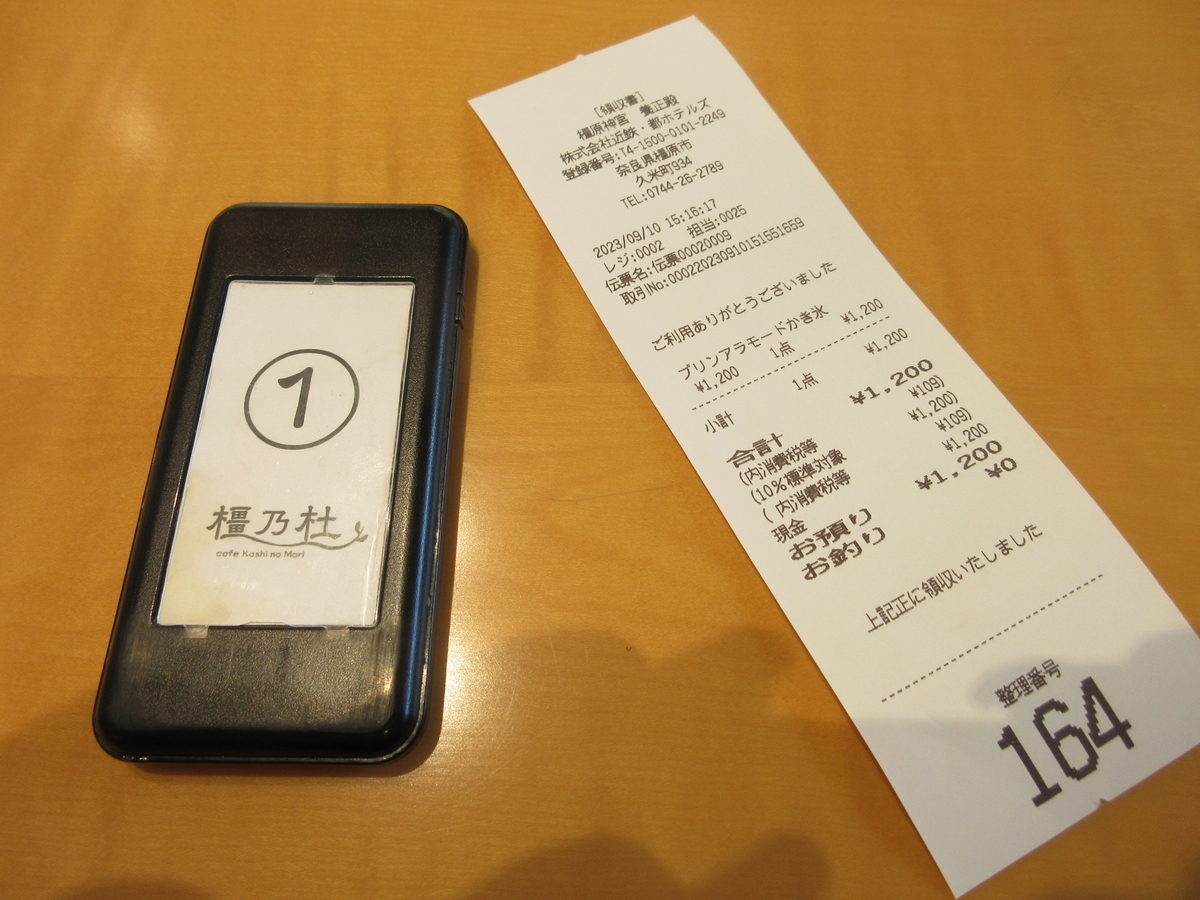 1
橿乃杜
cafe Kashi no Mori
[領収書]
橿原神宮 養正殿
株式会社近鉄・都ホテルズ
登録番号:T4-1500-0101-2249
奈良県橿原市
久米町934
TEL:0744-26-2789
2023/09/10 15:16:17
レジ:0002 担当:0025
伝票名:伝票00020009
取引No:00022023091015155​1659
ご利用ありがとうございました
プリンアラモードかき氷
¥1,200 1点 ¥1,200
小計 1点 ¥1,200
合計 ¥1,200
(内消費税等 ¥109)
(10%標準対象 ¥1,200)
( 内消費税等 ¥109)
現金 ¥1,200
お預り ¥1,200
お釣り ¥0
上記正に領収いたしました
整理番号
164